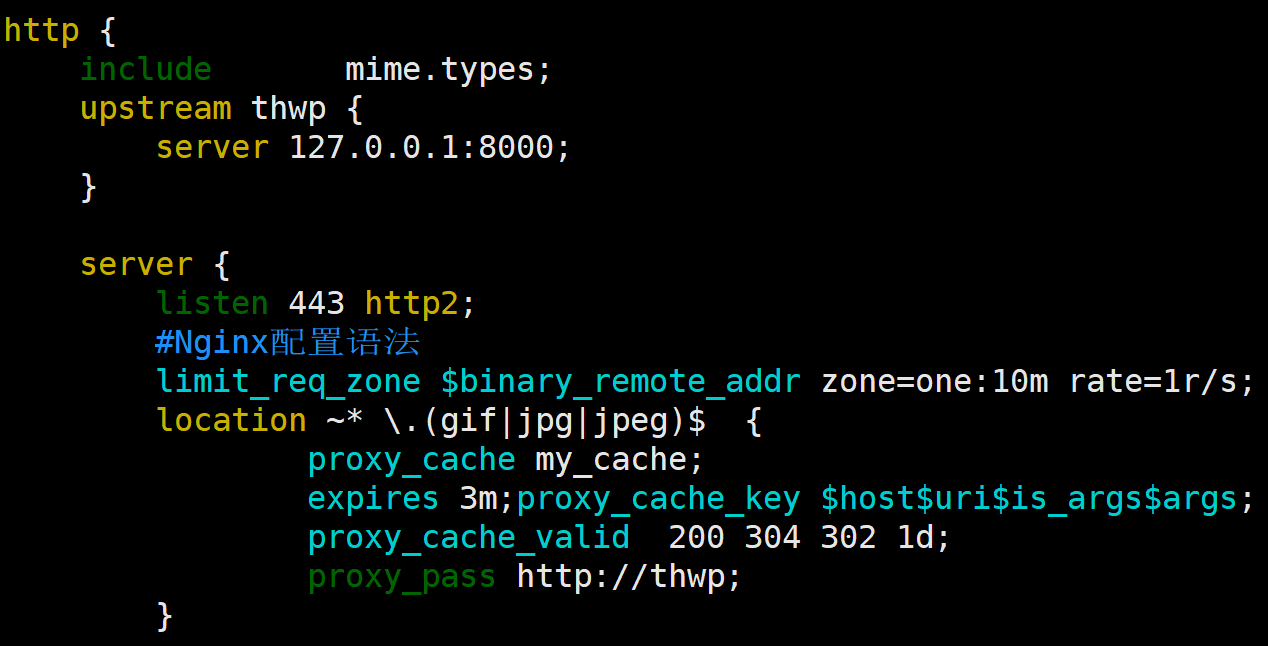 http {
    include       mime.types;
    upstream thwp {
        server 127.0.0.1:8000;
    }

    server {
        listen 443 http2;
        #Nginx配置语法
        limit_req_zone $binary_remote_addr zone=one:10m rate=1r/s;
        location ~* \.(gif|jpg|jpeg)$  {
                proxy_cache my_cache;
                expires 3m;proxy_cache_key $host$uri$is_args$args;
                proxy_cache_valid  200 304 302 1d;
                proxy_pass http://thwp;
        }